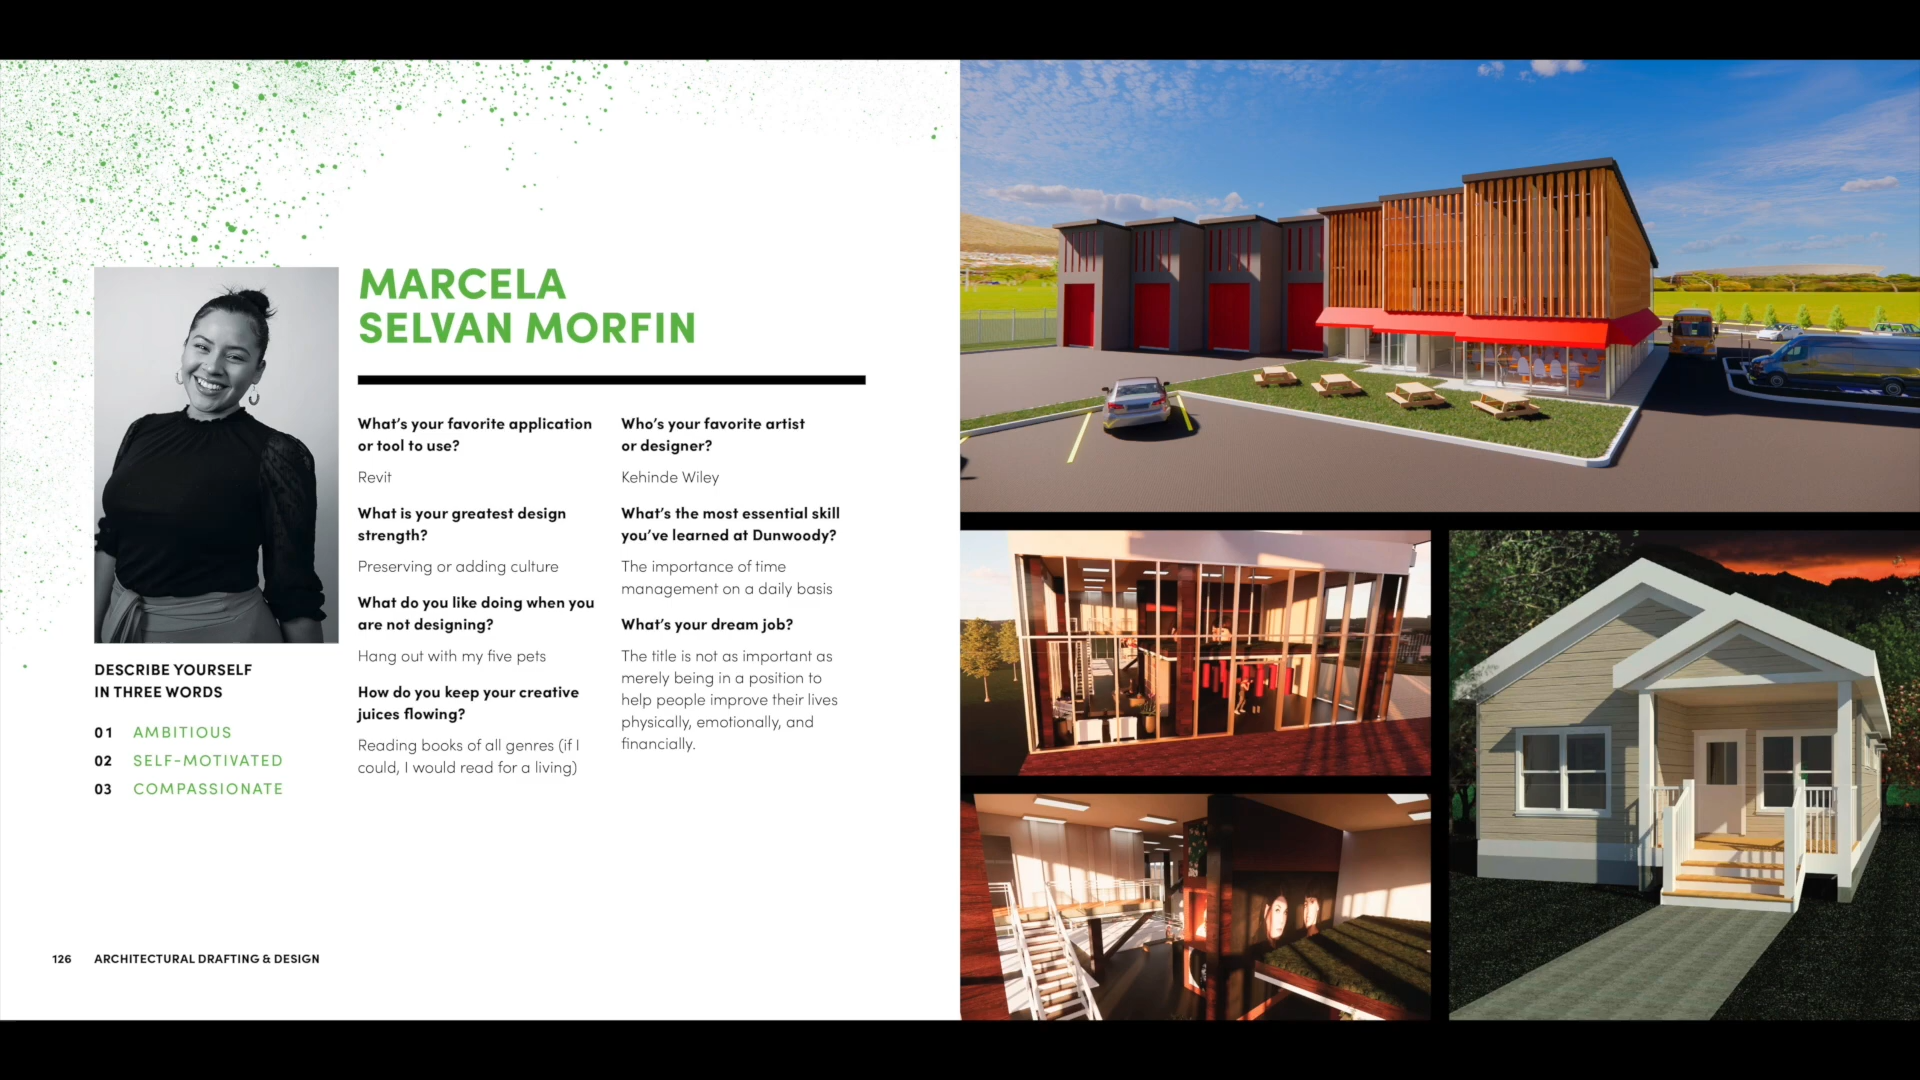 MARCELA
SELVAN MORFIN
What's your favorite application
or tool to use?
Revit
What is your greatest design
strength?
Preserving or adding culture
What do you like doing when you
are not designing?
Hang out with my five pets
How do you keep your creative
juices flowing?
Reading books of all genres (if I
could, I would read for a living)
Who's your favorite artist
or designer?
Kehinde Wiley
What's the most essential skill
you've learned at Dunwoody?
The importance of time
management on a daily basis
What's your dream job?
The title is not as important as
merely being in a position to
help people improve their lives
physically, emotionally, and
financially.
DESCRIBE YOURSELF
IN THREE WORDS
01 AMBITIOUS
02 SELF-MOTIVATED
03 COMPASSIONATE
126 ARCHITECTURAL DRAFTING & DESIGN